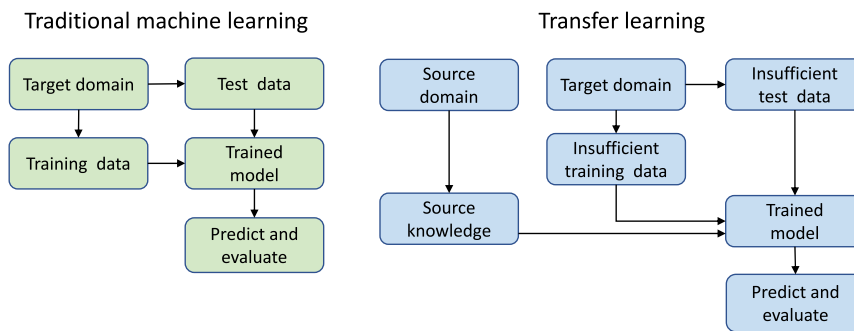 Traditional machine learning
Target domain
Test data
Training data
Trained
model
Predict and
evaluate
Transfer learning
Source
domain
Target domain
Insufficient
test data
Insufficient
training data
Source
knowledge
Trained
model
Predict and
evaluate